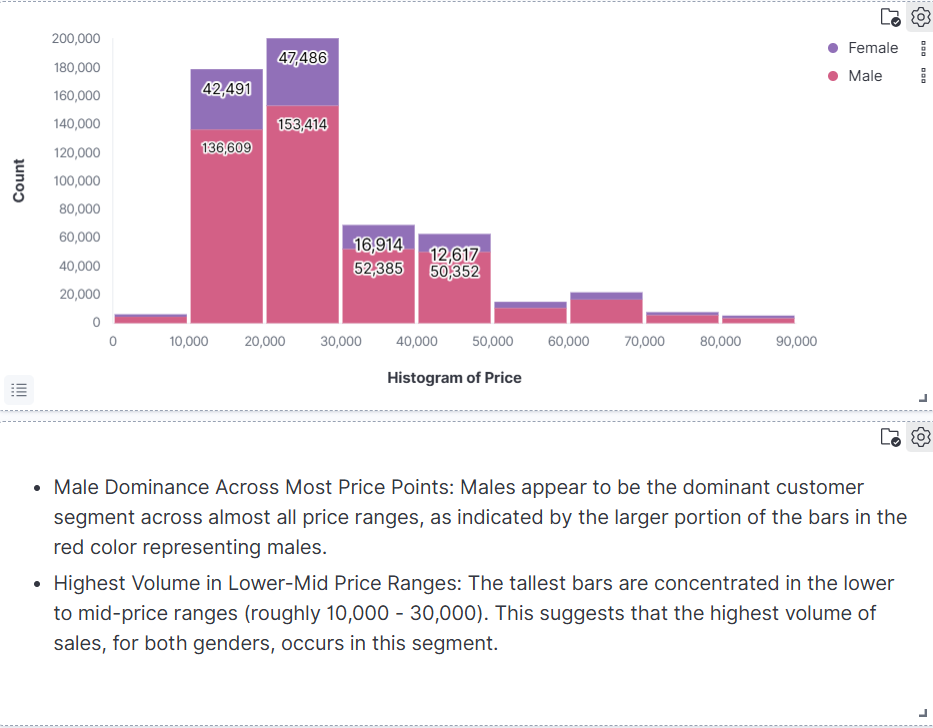 200,000
180,000
160,000
140,000
120,000
100,000
80,000
60,000
40,000
20,000
0
Count
47,486
42,491
153,414
136,609
16,914
52,385
12,617
50,352
Female
Male
0
10,000
20,000
30,000
40,000
50,000
60,000
70,000
80,000
90,000
Histogram of Price
• Male Dominance Across Most Price Points: Males appear to be the dominant customer
segment across almost all price ranges, as indicated by the larger portion of the bars in the
red color representing males.
• Highest Volume in Lower-Mid Price Ranges: The tallest bars are concentrated in the lower
to mid-price ranges (roughly 10,000 - 30,000). This suggests that the highest volume of
sales, for both genders, occurs in this segment.